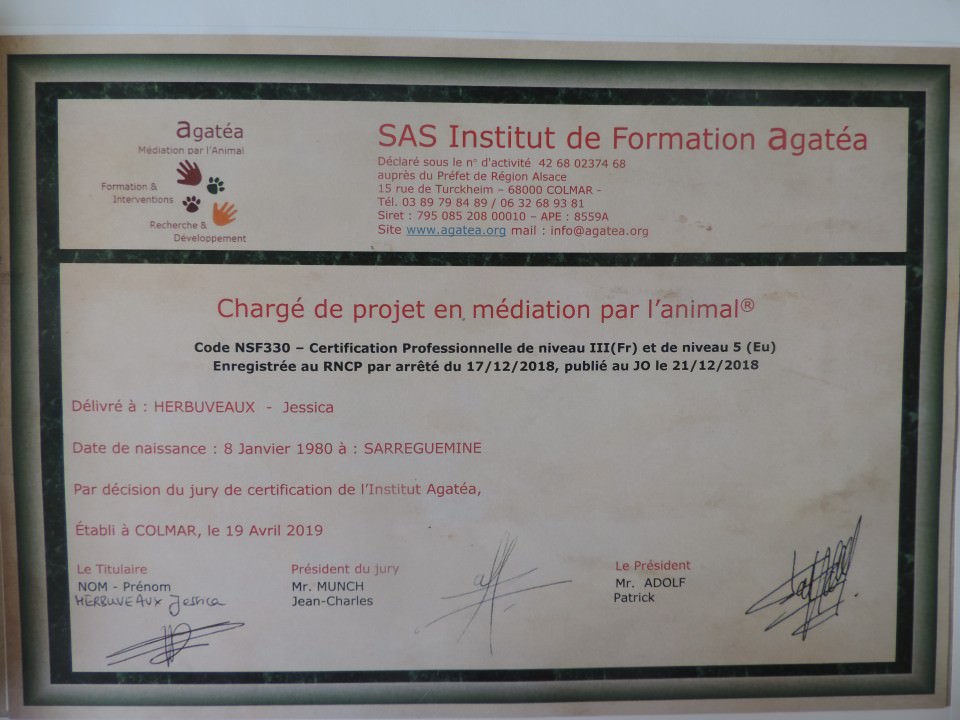 agatéa
Médiation par l'Animal
Formation &
Interventions
Recherche &
Développement
SAS Institut de Formation agatéa
Déclaré sous le n° d'activité 42 68 02374 68
auprès du Préfet de Région Alsace
15 rue de Turckheim – 68000 COLMAR -
Tél. 03 89 79 84 89 / 06 32 68 93 81
Siret : 795 085 208 00010 – APE : 8559A
Site www.agatea.org mail : info@agatea.org
Chargé de projet en médiation par l'animal®
Code NSF330 – Certification Professionnelle de niveau III(Fr) et de niveau 5 (Eu)
Enregistrée au RNCP par arrêté du 17/12/2018, publié au JO le 21/12/2018
Délivré à : HERBUVEAUX - Jessica
Date de naissance : 8 Janvier 1980 à : SARREGUEMINE
Par décision du jury de certification de l'Institut Agatéa,
Établi à COLMAR, le 19 Avril 2019
Le Titulaire
NOM - Prénom
HERBUVEAUX Jessica
Président du jury
Mr. MUNCH
Jean-Charles
Le Président
Mr. ADOLF
Patrick